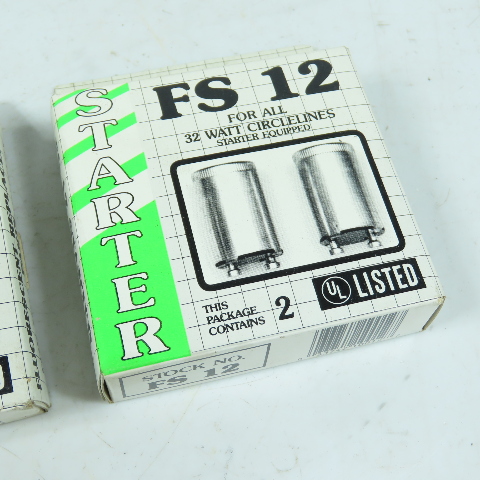 STARTER
FS 12
FOR ALL
32 WATT CIRCLELINES
STARTER EQUIPPED
THIS
PACKAGE
CONTAINS 2
UL LISTED
STOCK NO.
FS 12